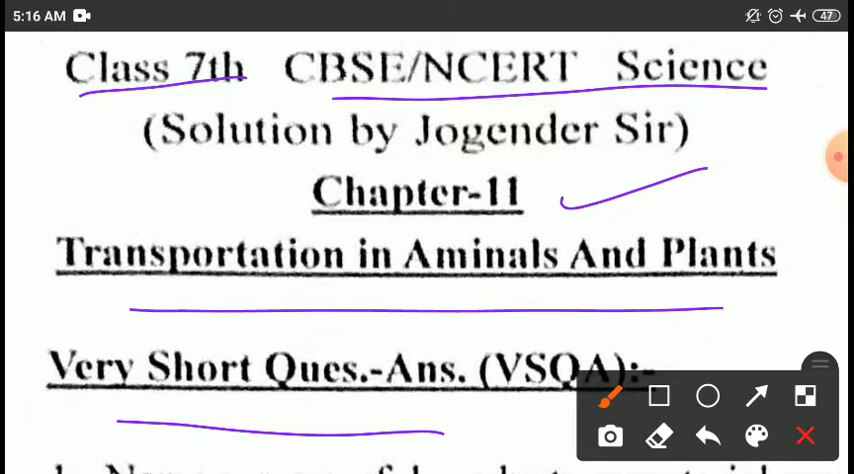 5:16 AM
47
Class 7th CBSE/NCERT Science
(Solution by Jogender Sir)
Chapter-11
Transportation in Aminals And Plants
Very Short Ques.-Ans. (VSQA):-